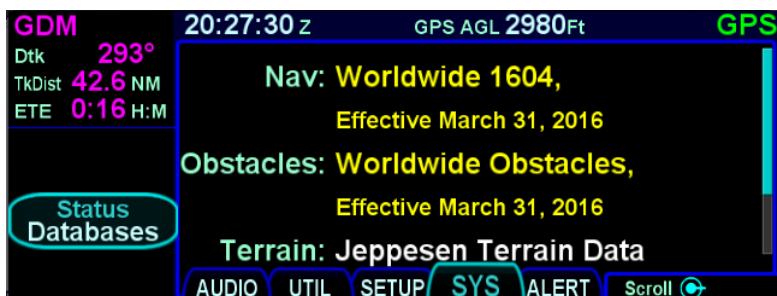 GDM 20:27:30 Z GPS AGL 2980Ft GPS
Dtk 293°
TkDist 42.6 NM
ETE 0:16 H:M
Nav: Worldwide 1604,
Effective March 31, 2016
Obstacles: Worldwide Obstacles,
Effective March 31, 2016
Status
Databases
Terrain: Jeppesen Terrain Data
AUDIO UTIL SETUP SYS ALERT Scroll